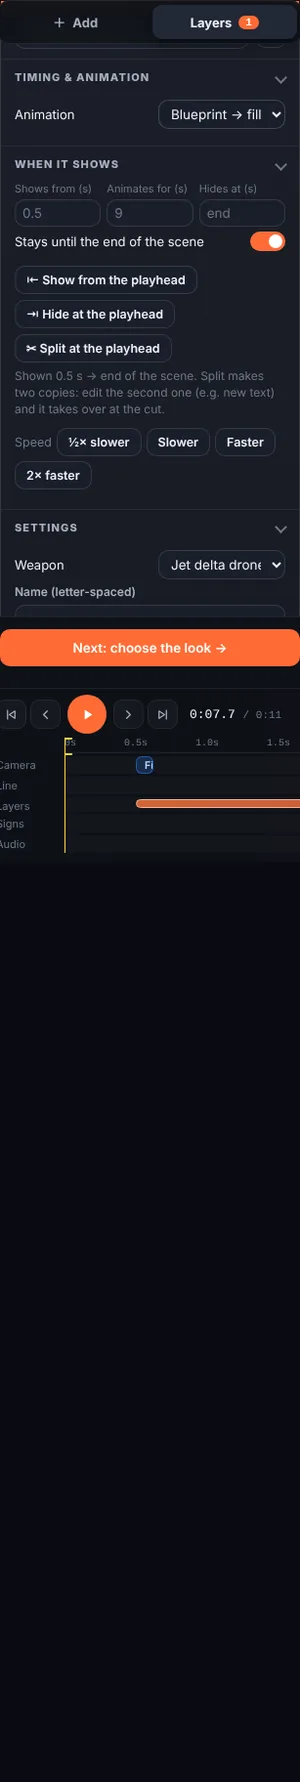 + Add
Layers 1
TIMING & ANIMATION
Animation
Blueprint → fill
WHEN IT SHOWS
Shows from (s) Animates for (s) Hides at (s)
0.5 9 end
Stays until the end of the scene
⇤ Show from the playhead
⇥ Hide at the playhead
✂ Split at the playhead
Shown 0.5 s → end of the scene. Split makes
two copies: edit the second one (e.g. new text)
and it takes over at the cut.
Speed ½× slower Slower Faster
2× faster
SETTINGS
Weapon
Jet delta drone
Name (letter-spaced)
Next: choose the look →
0:07.7 / 0:11
0s 0.5s 1.0s 1.5s
Camera
Fi
Line
Layers
Signs
Audio